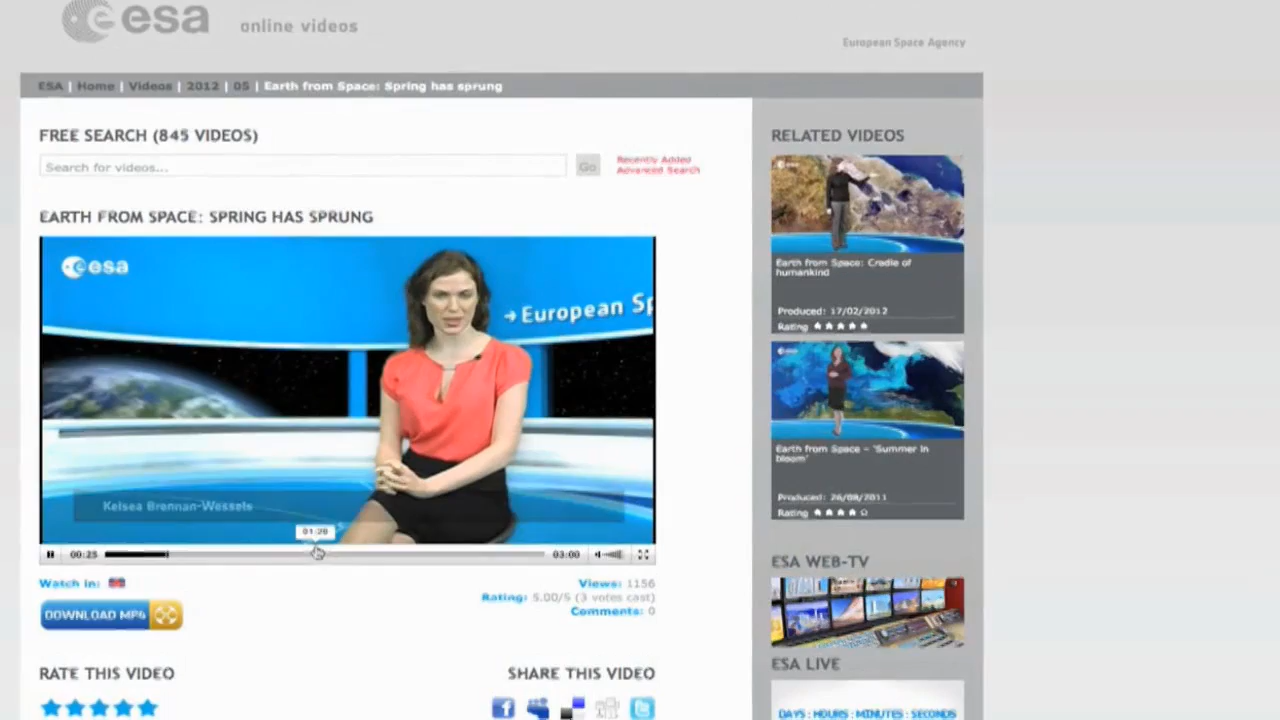 esa
online videos
European Space Agency
ESA | Home | Videos | 2012 | 05 | Earth from Space: Spring has sprung
FREE SEARCH (845 VIDEOS)
Search for videos...
Go
Recently Added
Advanced Search
EARTH FROM SPACE: SPRING HAS SPRUNG
esa
→European Sp
Kelsea Brennan-Wessels
01:28
00:25
03:00
Watch in:
Views: 1156
Rating: 5.00/5 (3 votes cast)
Comments: 0
DOWNLOAD MP4
RATE THIS VIDEO
SHARE THIS VIDEO
RELATED VIDEOS
Earth from Space: Cradle of
humankind
Produced: 17/02/2012
Rating
Earth from Space – 'Summer in
bloom'
Produced: 26/08/2011
Rating
ESA WEB-TV
ESA LIVE
DAYS : HOURS : MINUTES : SECONDS